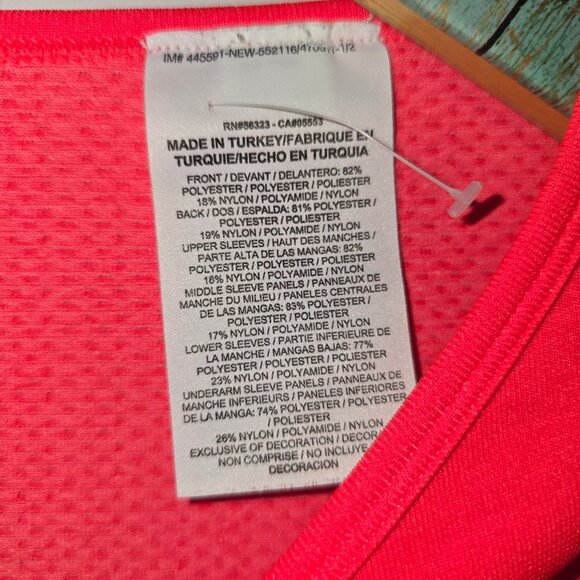 IM# 445591-NEW-552116/
RN#56323 - CA#05553
MADE IN TURKEY/FABRIQUE EN
TURQUIE/HECHO EN TURQUIA
FRONT / DEVANT / DELANTERO: 82%
POLYESTER / POLYESTER / POLIESTER
18% NYLON / POLYAMIDE / NYLON
BACK / DOS / ESPALDA: 81% POLYESTER /
POLYESTER / POLIESTER
19% NYLON / POLYAMIDE / NYLON
UPPER SLEEVES / HAUT DES MANCHES /
PARTE ALTA DE LAS MANGAS: 82%
POLYESTER / POLYESTER / POLIESTER
18% NYLON / POLYAMIDE / NYLON
MIDDLE SLEEVE PANELS / PANNEAUX DE
MANCHE DU MILIEU / PANELES CENTRALES
DE LAS MANGAS: 83% POLYESTER /
POLYESTER / POLIESTER
17% NYLON / POLYAMIDE / NYLON
LOWER SLEEVES / PARTIE INFERIEURE DE
LA MANCHE / MANGAS BAJAS: 77%
POLYESTER / POLYESTER / POLIESTER
23% NYLON / POLYAMIDE / NYLON
UNDERARM SLEEVE PANELS / PANNEAUX DE
MANCHE INFERIEURS / PANELES INFERIORES
DE LA MANGA: 74% POLYESTER / POLYESTER
/ POLIESTER
26% NYLON / POLYAMIDE / NYLON
EXCLUSIVE OF DECORATION / DECORATION
NON COMPRISE / NO INCLUYE LA
DECORACION